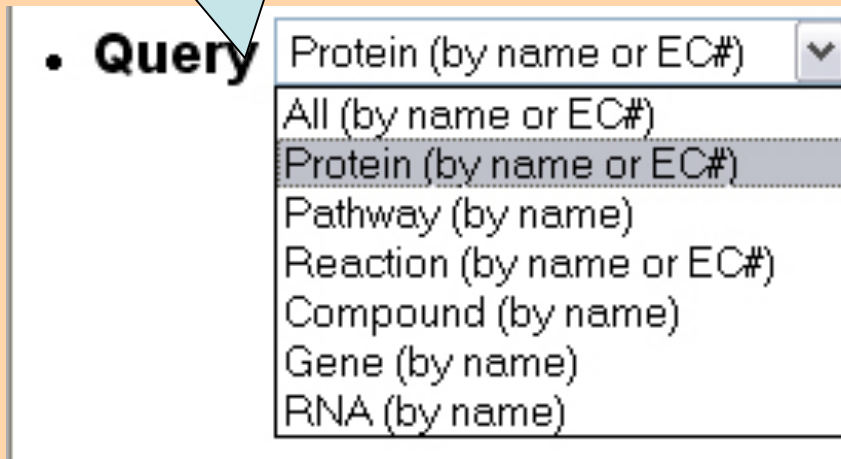 • Query Protein (by name or EC#)
All (by name or EC#)
Protein (by name or EC#)
Pathway (by name)
Reaction (by name or EC#)
Compound (by name)
Gene (by name)
RNA (by name)